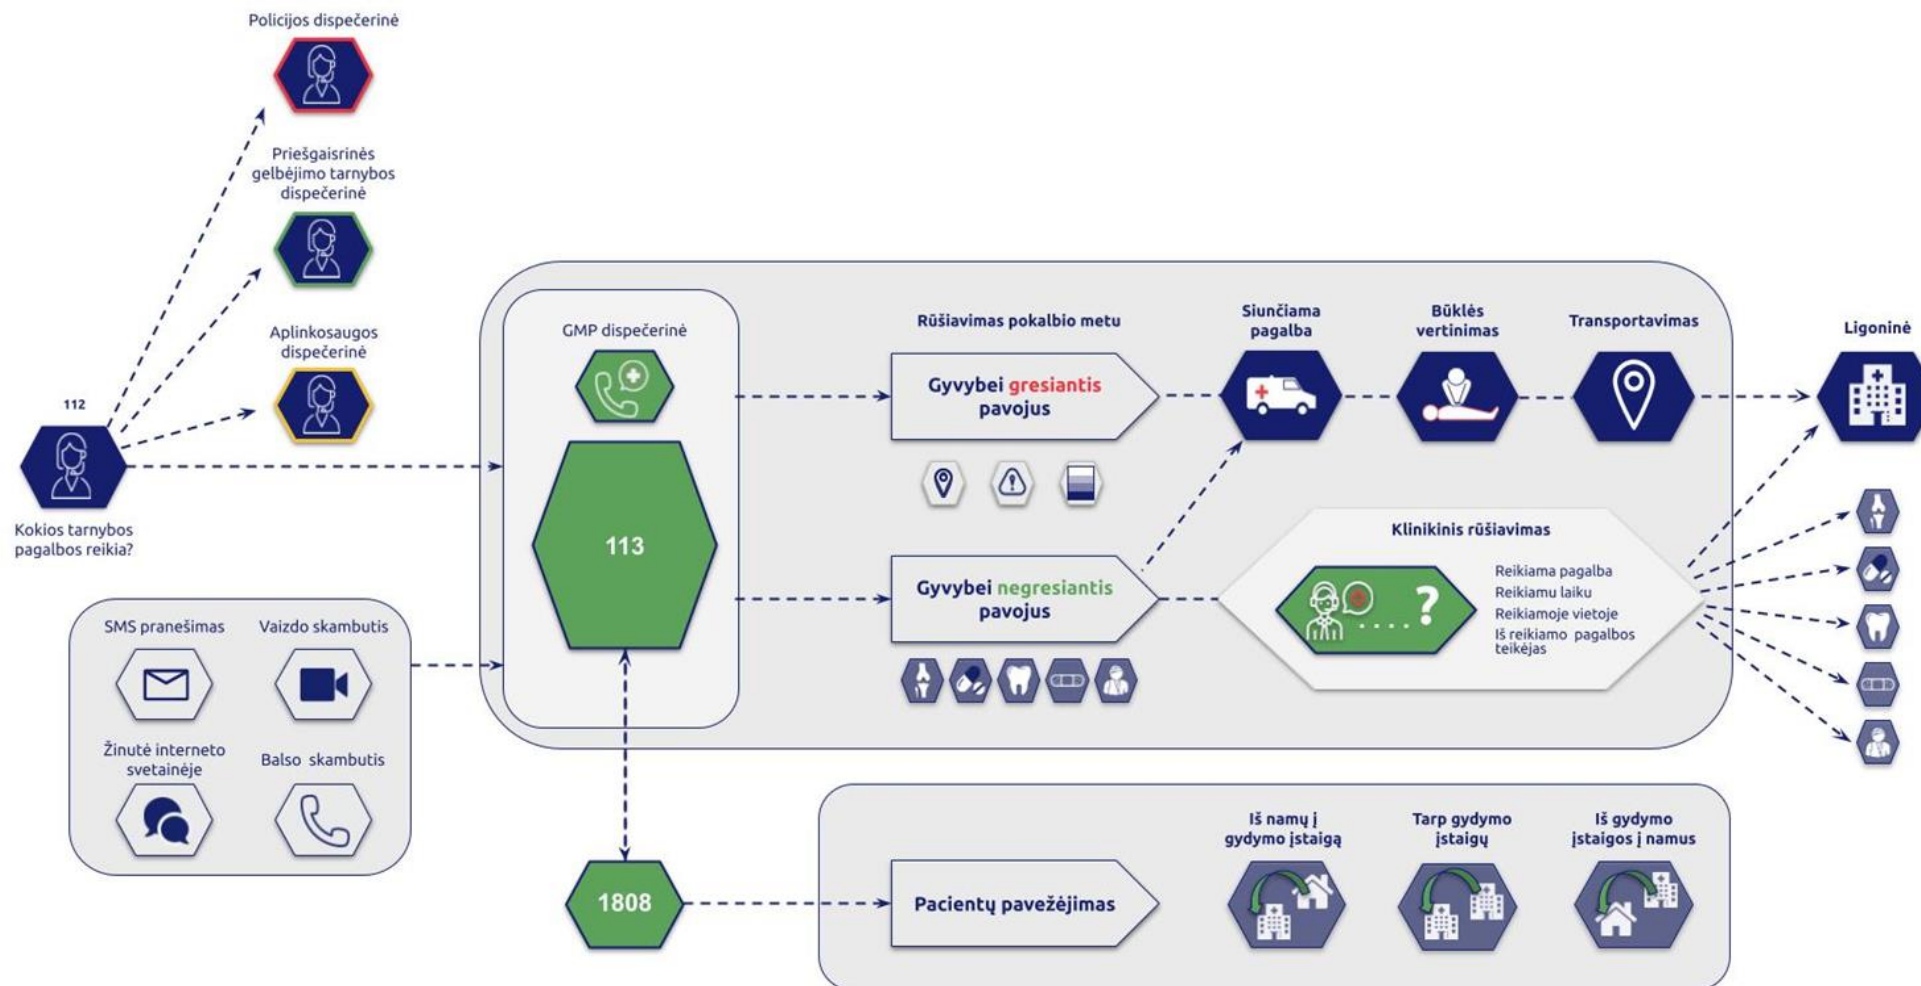 Policijos dispečerinė
Priešgaisrinės
gelbėjimo tarnybos
dispečerinė
Aplinkosaugos
dispečerinė
112
Kokios tarnybos
pagalbos reikia?
SMS pranešimas
Vaizdo skambutis
Žinutė interneto
svetainėje
Balso skambutis
GMP dispečerinė
113
1808
Rūšiavimas pokalbio metu
Gyvybei gresiantis
pavojus
Gyvybei negresiantis
pavojus
Siunčiama
pagalba
Būklės
vertinimas
Transportavimas
Ligoninė
Klinikinis rūšiavimas
?
Reikiama pagalba
Reikiamu laiku
Reikiamoje vietoje
Iš reikiamo pagalbos
teikėjas
Pacientų pavežėjimas
Iš namų į
gydymo įstaigą
Tarp gydymo
įstaigų
Iš gydymo
įstaigos į namus